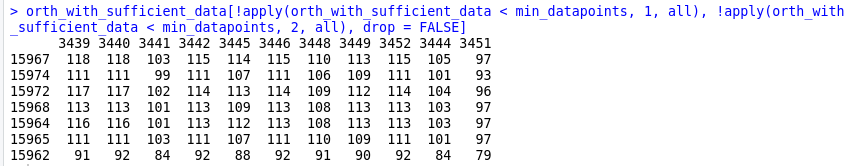 > orth_with_sufficient_data[!apply(orth_with_sufficient_data < min_datapoints, 1, all), !apply(orth_with
_sufficient_data < min_datapoints, 2, all), drop = FALSE]
      3439 3440 3441 3442 3445 3446 3448 3449 3452 3444 3451
15967  118  118  103  115  114  115  110  113  115  105   97
15974  111  111   99  111  107  111  106  109  111  101   93
15972  117  117  102  114  113  114  109  112  114  104   96
15968  113  113  101  113  109  113  108  113  113  103   97
15964  116  116  101  113  112  113  108  113  113  103   97
15965  111  111  103  111  107  111  110  109  111  101   97
15962   91   92   84   92   88   92   91   90   92   84   79